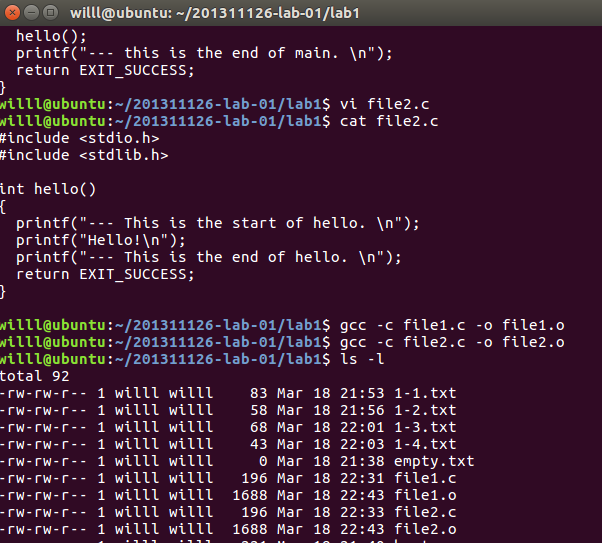 willl@ubuntu: ~/201311126-lab-01/lab1
  hello();
  printf("--- this is the end of main. \n");
  return EXIT_SUCCESS;
}
willl@ubuntu:~/201311126-lab-01/lab1$ vi file2.c
willl@ubuntu:~/201311126-lab-01/lab1$ cat file2.c
#include <stdio.h>
#include <stdlib.h>

int hello()
{
  printf("--- This is the start of hello. \n");
  printf("Hello!\n");
  printf("--- This is the end of hello. \n");
  return EXIT_SUCCESS;
}

willl@ubuntu:~/201311126-lab-01/lab1$ gcc -c file1.c -o file1.o
willl@ubuntu:~/201311126-lab-01/lab1$ gcc -c file2.c -o file2.o
willl@ubuntu:~/201311126-lab-01/lab1$ ls -l
total 92
-rw-rw-r-- 1 willl willl    83 Mar 18 21:53 1-1.txt
-rw-rw-r-- 1 willl willl    58 Mar 18 21:56 1-2.txt
-rw-rw-r-- 1 willl willl    68 Mar 18 22:01 1-3.txt
-rw-rw-r-- 1 willl willl    43 Mar 18 22:03 1-4.txt
-rw-rw-r-- 1 willl willl     0 Mar 18 21:38 empty.txt
-rw-rw-r-- 1 willl willl   196 Mar 18 22:31 file1.c
-rw-rw-r-- 1 willl willl  1688 Mar 18 22:43 file1.o
-rw-rw-r-- 1 willl willl   196 Mar 18 22:33 file2.c
-rw-rw-r-- 1 willl willl  1688 Mar 18 22:43 file2.o